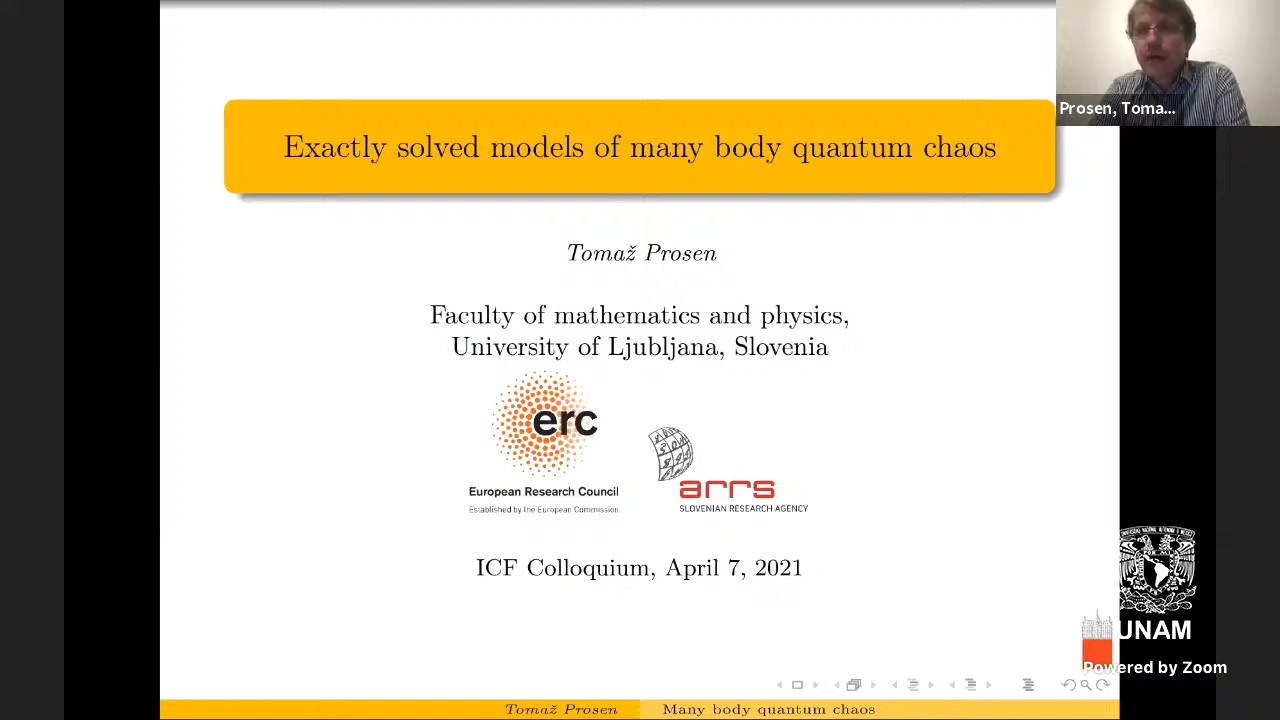 Exactly solved models of many body quantum chaos
Prosen, Toma...
Tomaž Prosen
Faculty of mathematics and physics,
University of Ljubljana, Slovenia
erc
European Research Council
Established by the European Commission
arrs
SLOVENIAN RESEARCH AGENCY
ICF Colloquium, April 7, 2021
UNAM
Powered by Zoom
Tomaž Prosen
Many body quantum chaos